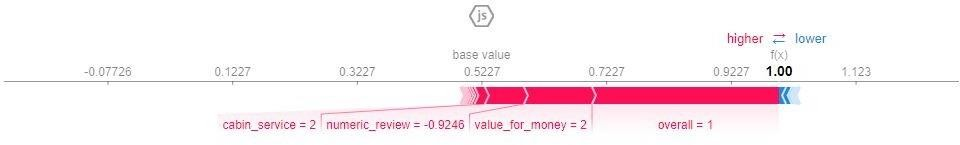 js
higher lower
base value f(x)
-0.07726 0.1227 0.3227 0.5227 0.7227 0.9227 1.00 1.123
cabin_service = 2 numeric_review = -0.9246 value_for_money = 2 overall = 1